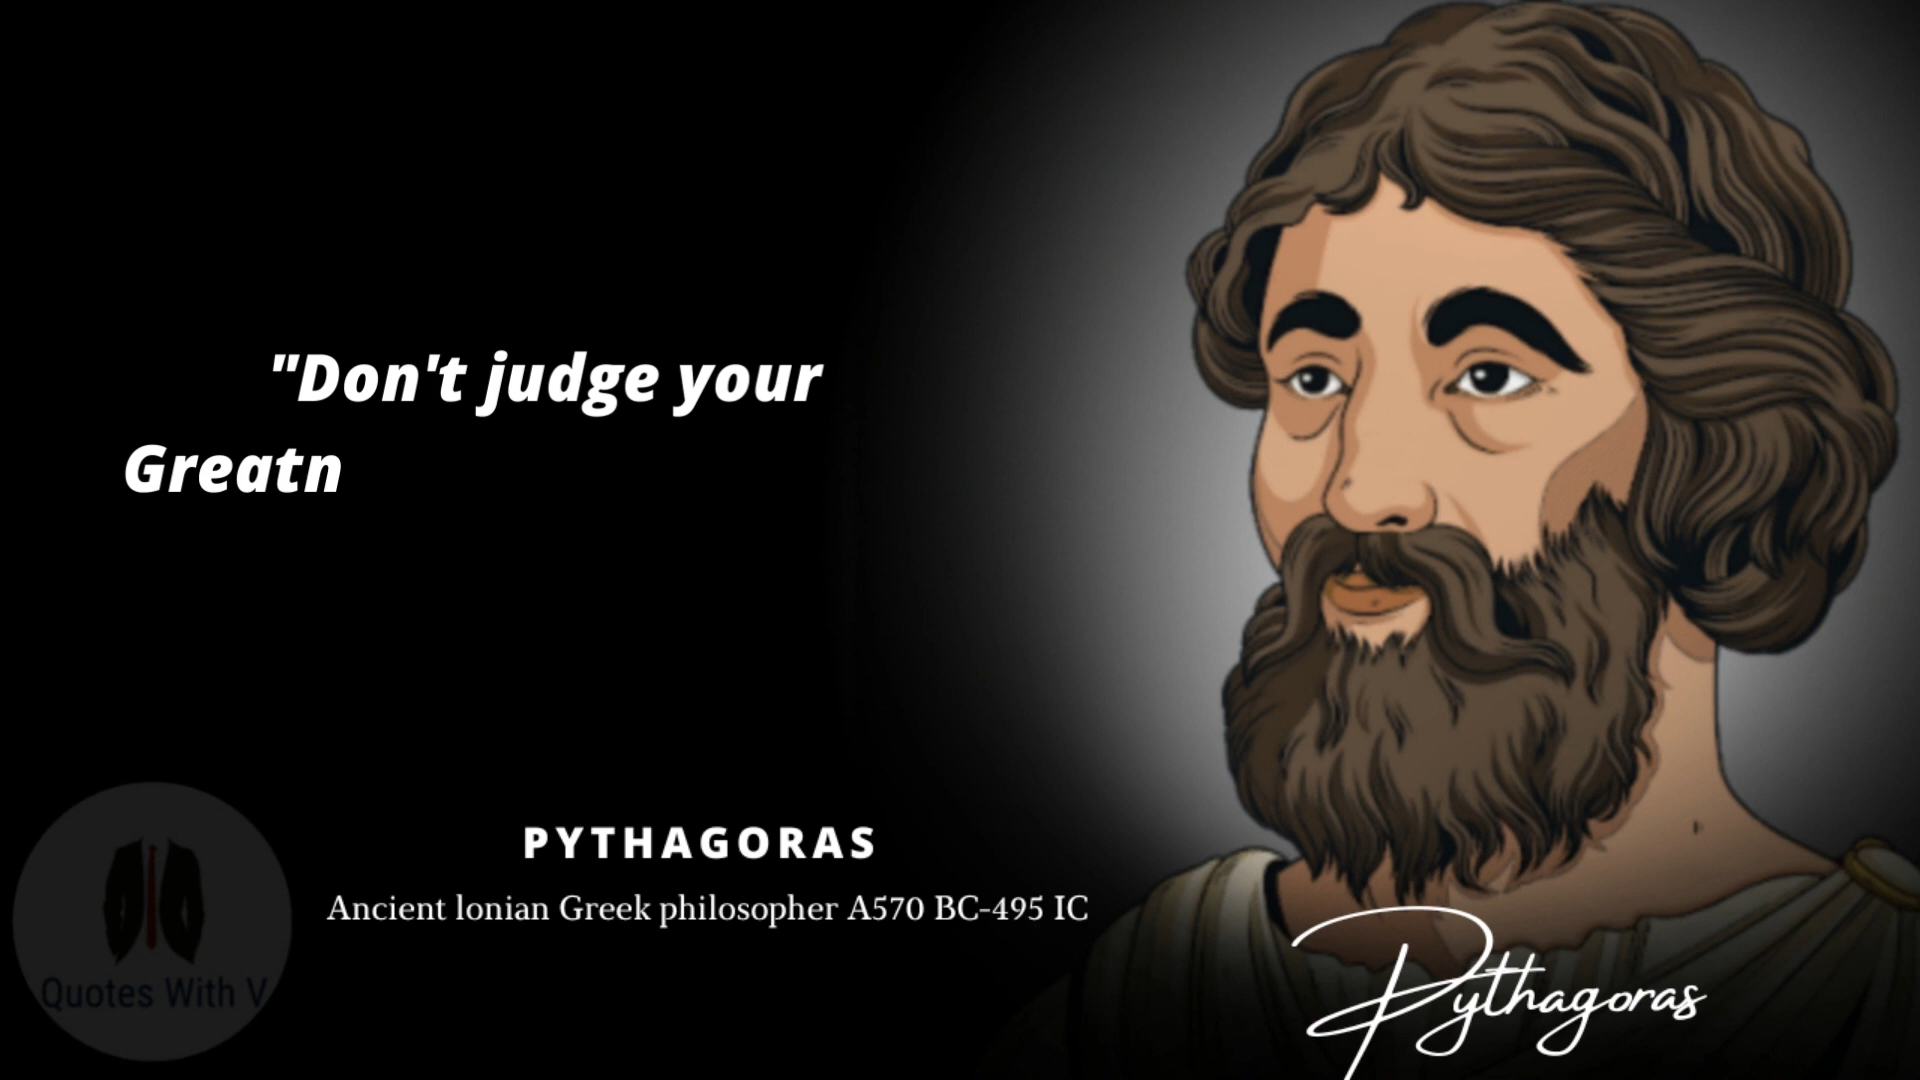 "Don't judge your
Greatn
PYTHAGORAS
Ancient lonian Greek philosopher A570 BC-495 IC
Quotes With V
Pythagoras